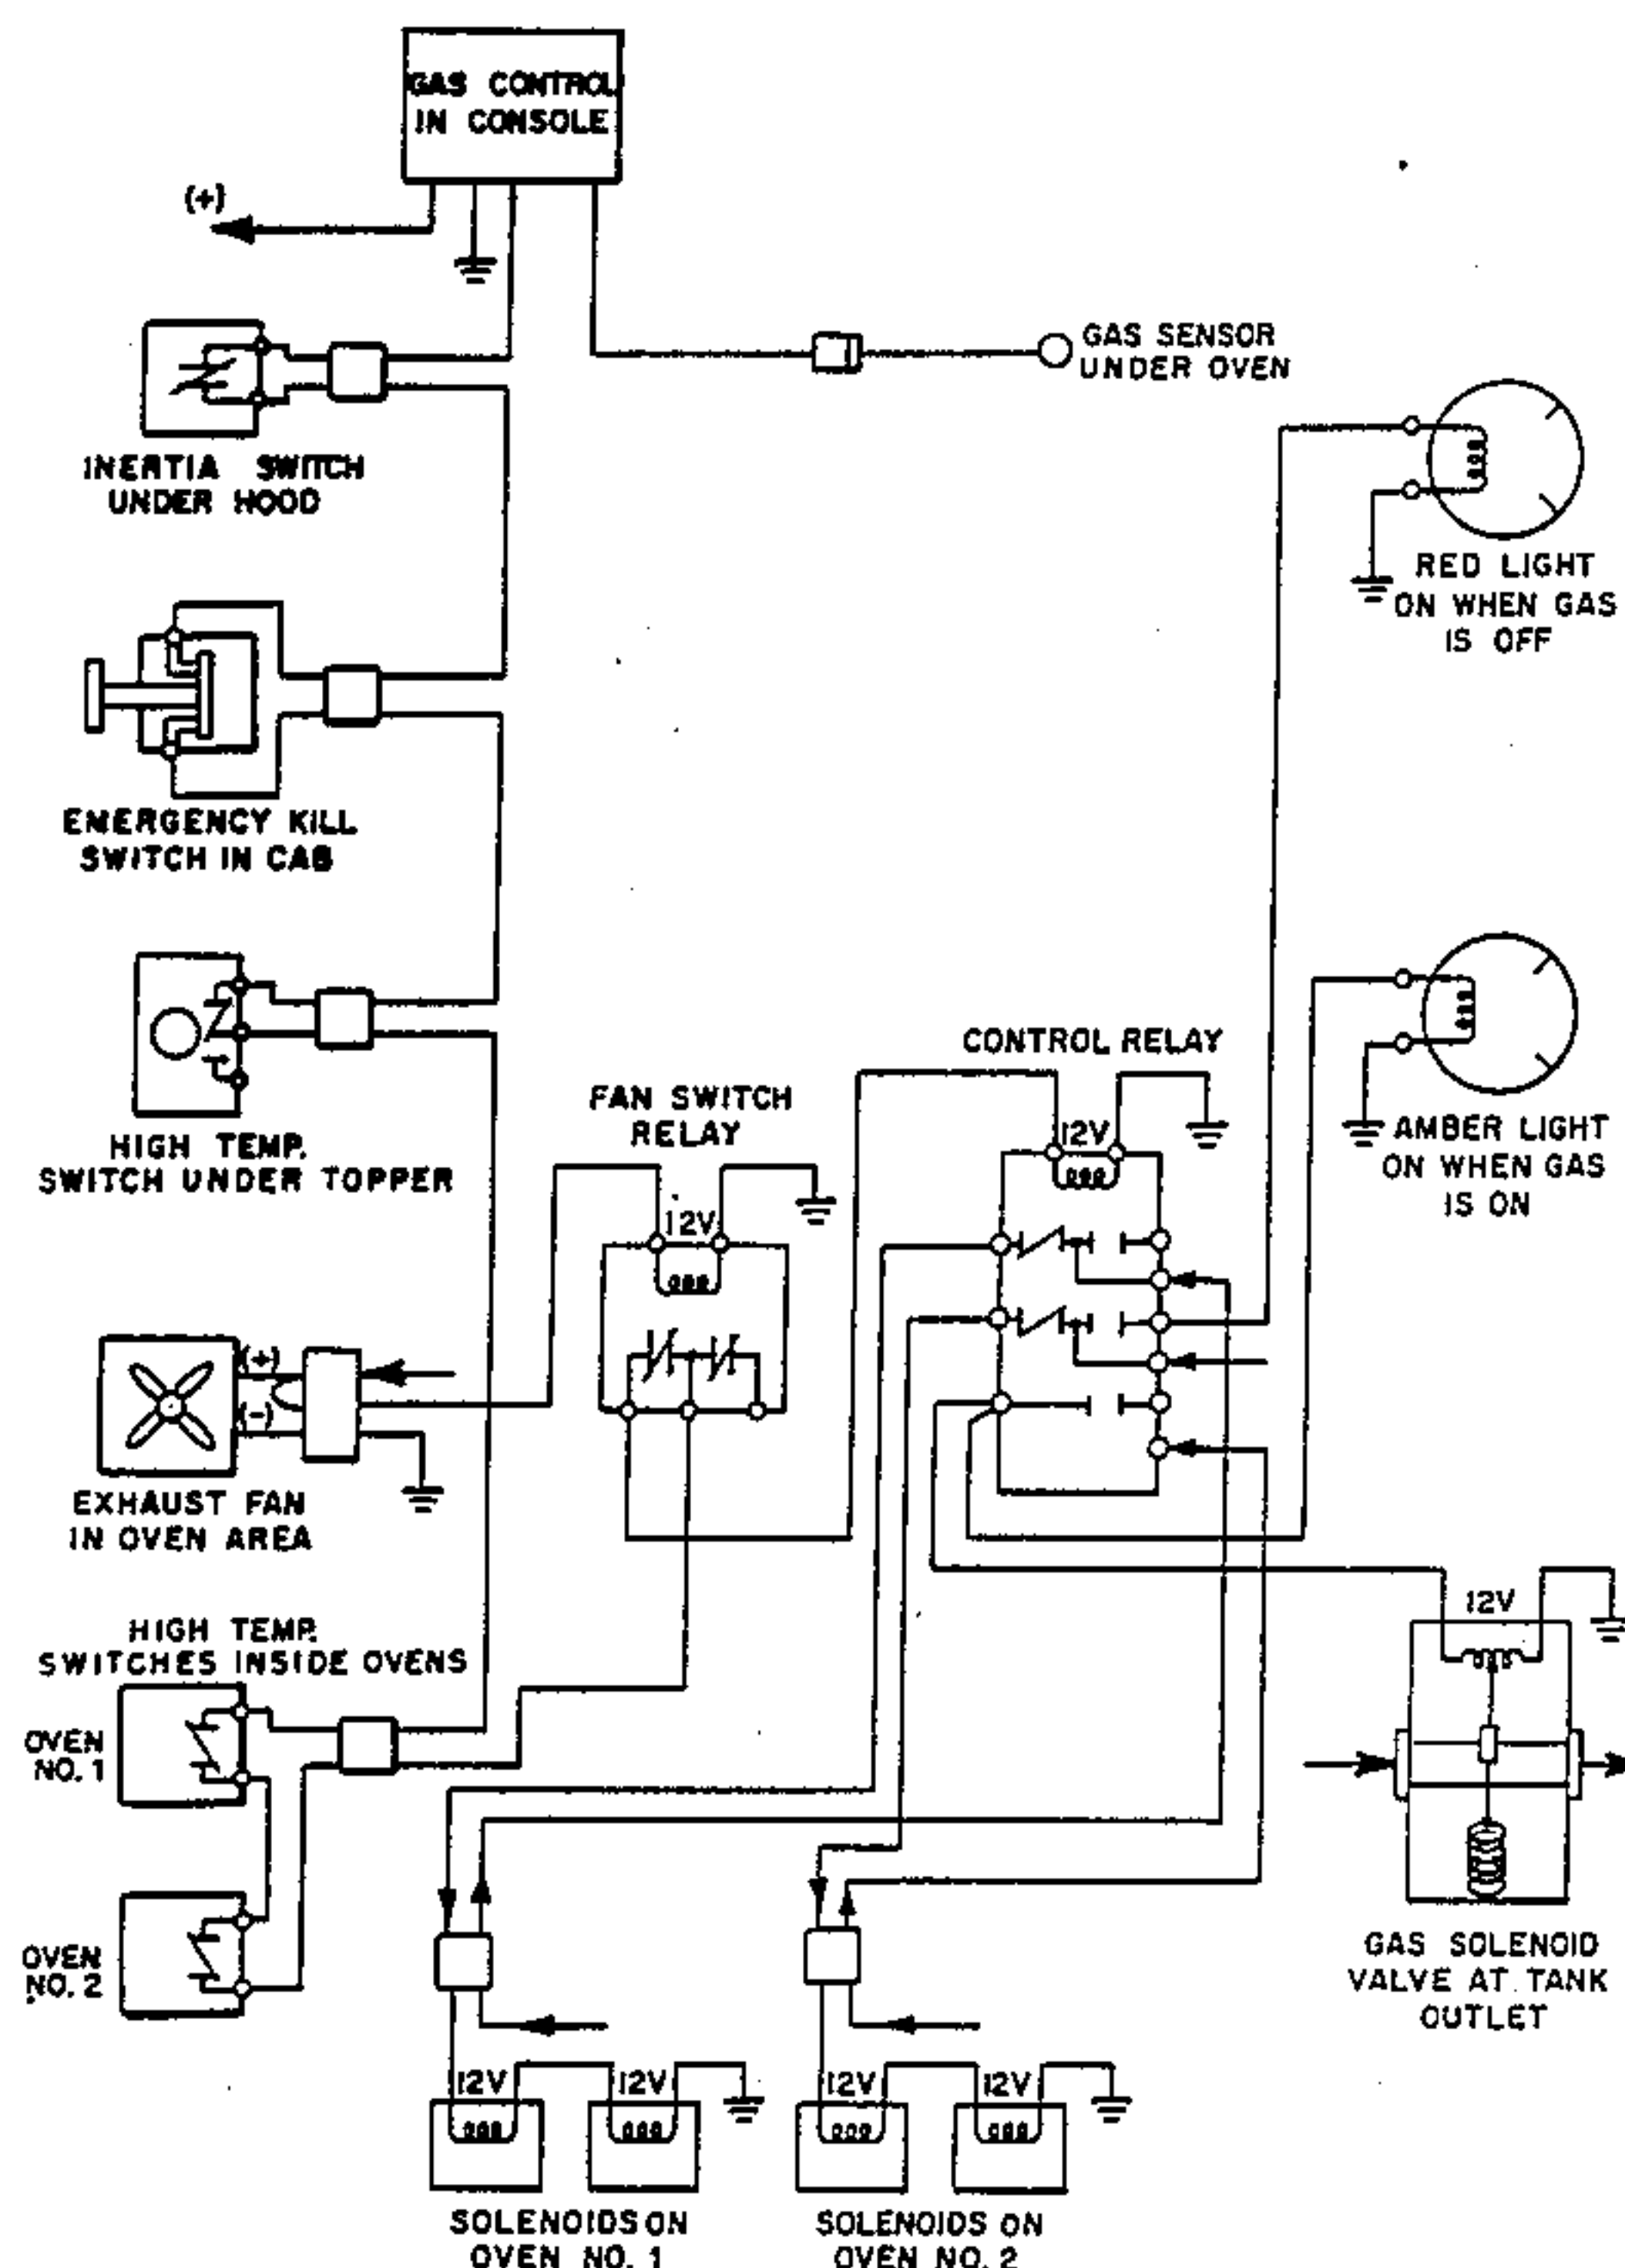 GAS CONTROL
IN CONSOLE
(+)
GAS SENSOR
UNDER OVEN
INERTIA SWITCH
UNDER HOOD
RED LIGHT
ON WHEN GAS
IS OFF
EMERGENCY KILL
SWITCH IN CAB
HIGH TEMP.
SWITCH UNDER TOPPER
FAN SWITCH
RELAY
12V
CONTROL RELAY
12V
AMBER LIGHT
ON WHEN GAS
IS ON
(+)
(-)
EXHAUST FAN
IN OVEN AREA
HIGH TEMP.
SWITCHES INSIDE OVENS
OVEN
NO. 1
OVEN
NO. 2
12V
GAS SOLENOID
VALVE AT TANK
OUTLET
12V
12V
SOLENOIDS ON
OVEN NO. 1
12V
12V
SOLENOIDS ON
OVEN NO. 2